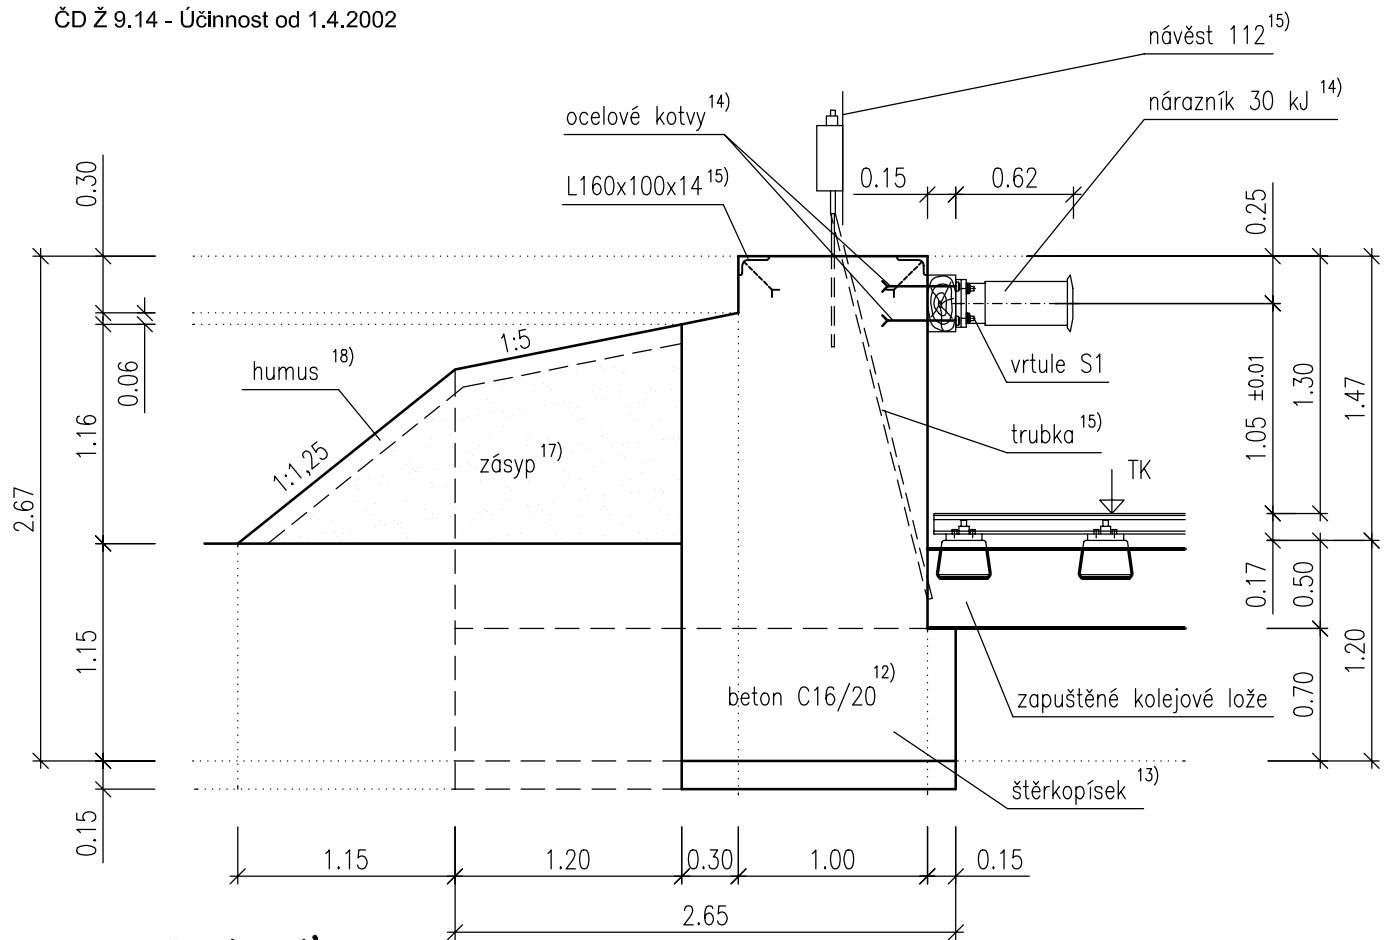 ČD Ž 9.14 - Účinnost od 1.4.2002
návěst 112 15)
nárazník 30 kJ 14)
ocelové kotvy 14)
L160x100x14 15)
0.15
0.62
0.30
0.25
1:5
humus 18)
vrtule S1
0.06
1.05 ±0.01
1.30
1.47
1.16
1:1,25
zásyp 17)
trubka 15)
TK
2.67
0.17
0.50
1.15
1.20
beton C16/20 12)
zapuštěné kolejové lože
0.70
štěrkopísek 13)
0.15
1.15
1.20
0.30
1.00
0.15
2.65